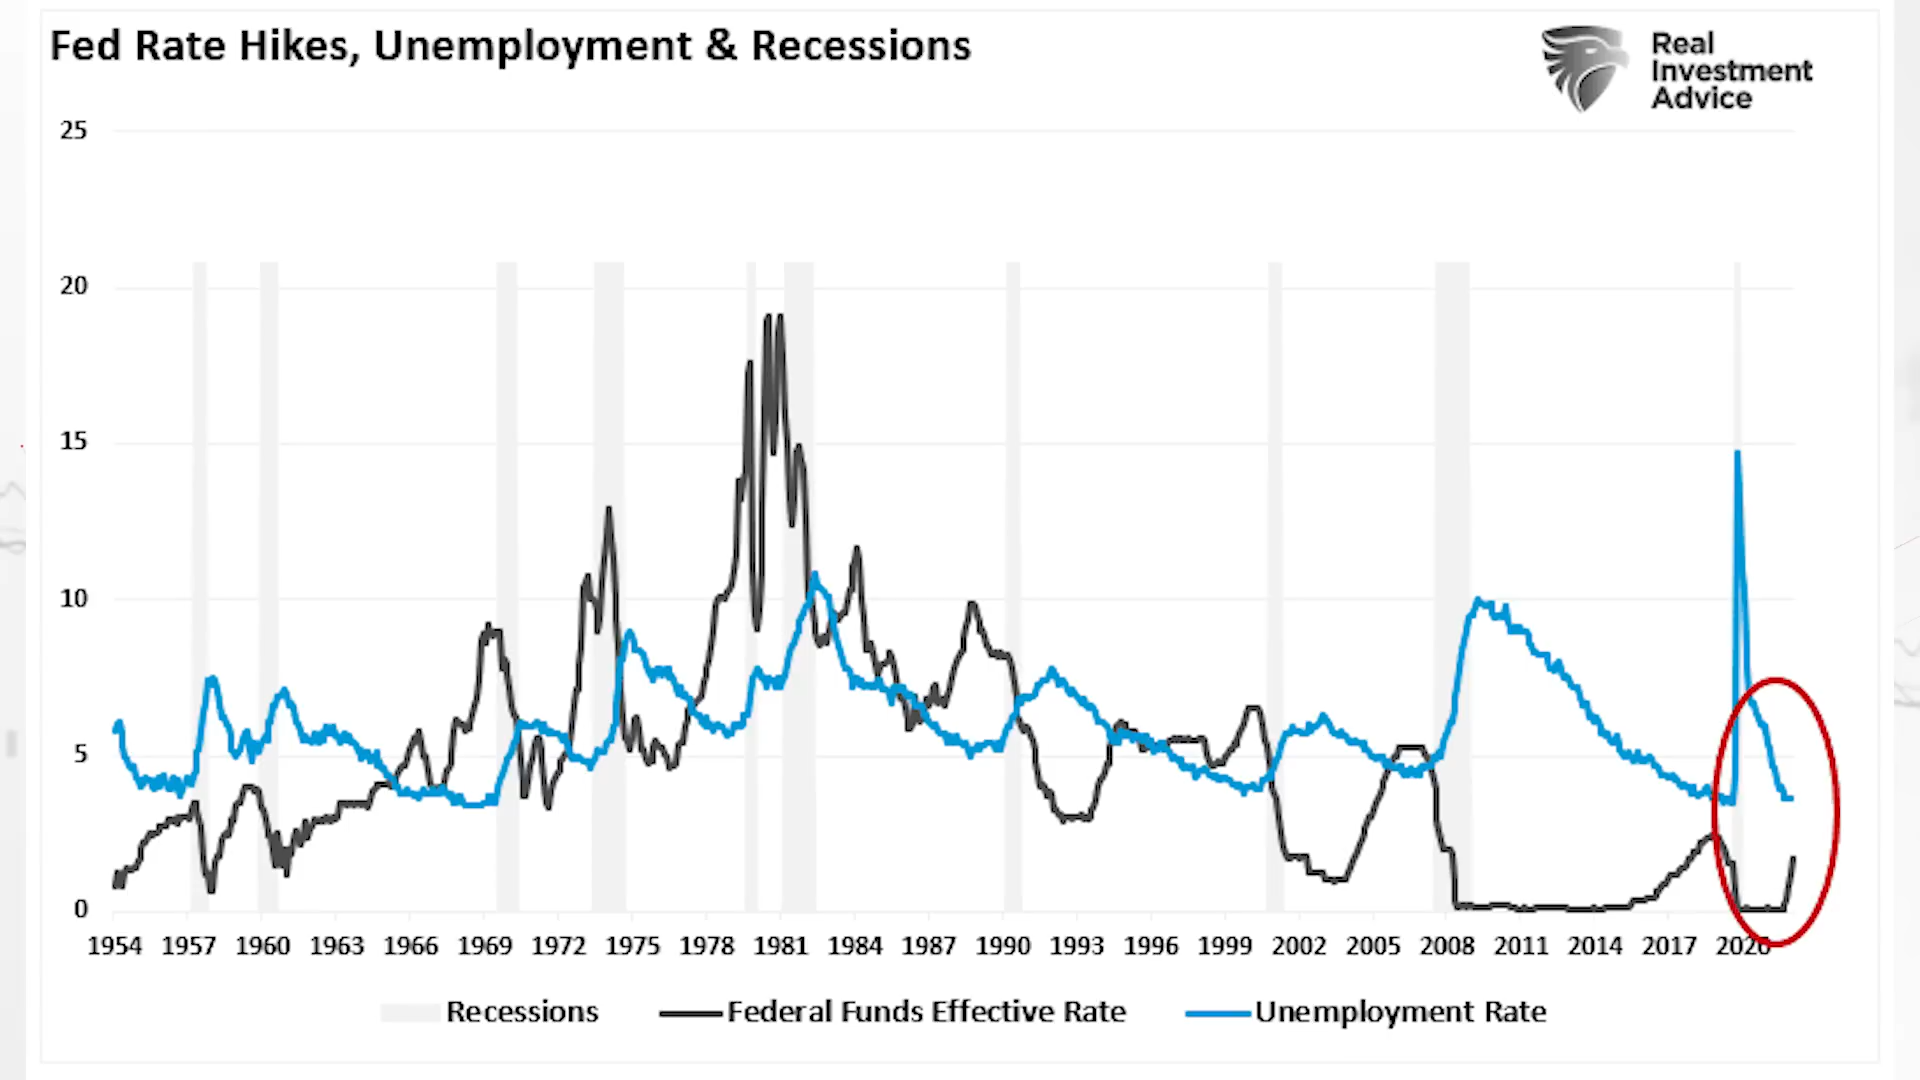 Fed Rate Hikes, Unemployment & Recessions
Real
Investment
Advice
25
20
15
10
5
0
1954 1957 1960 1963 1966 1969 1972 1975 1978 1981 1984 1987 1990 1993 1996 1999 2002 2005 2008 2011 2014 2017 2020
Recessions Federal Funds Effective Rate Unemployment Rate